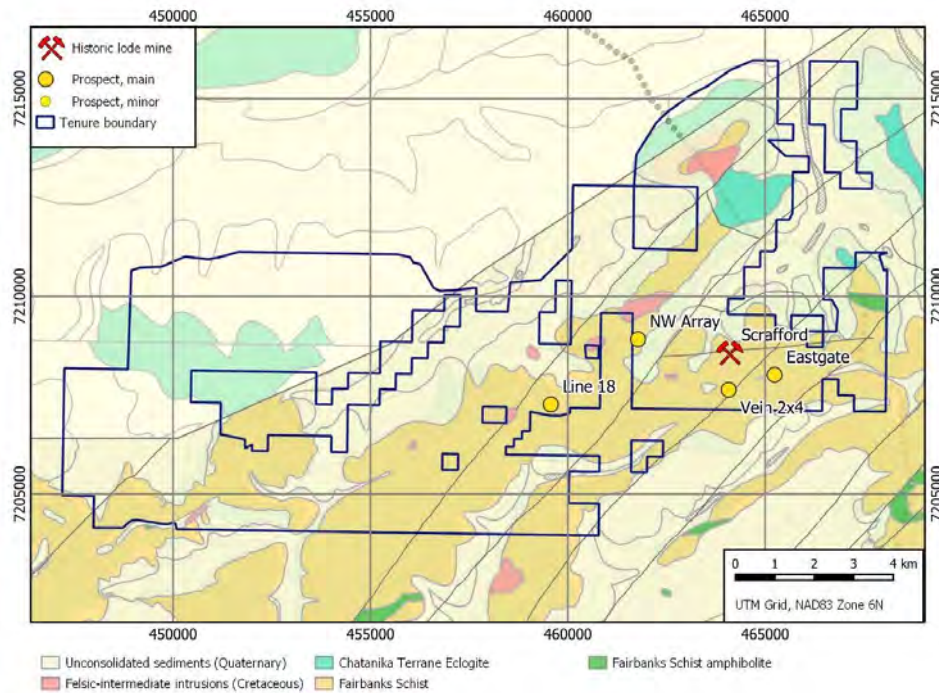 450000 455000 460000 465000
Historic lode mine
Prospect, main
Prospect, minor
Tenure boundary
7215000 7215000
7210000 7210000
NW Array
Scrafford
Eastgate
Line 18
Vein 2x4
7205000 7205000
0 1 2 3 4 km
UTM Grid, NAD83 Zone 6N
450000 455000 460000 465000
Unconsolidated sediments (Quaternary) Chatanika Terrane Eclogite Fairbanks Schist amphibolite
Felsic-intermediate intrusions (Cretaceous) Fairbanks Schist